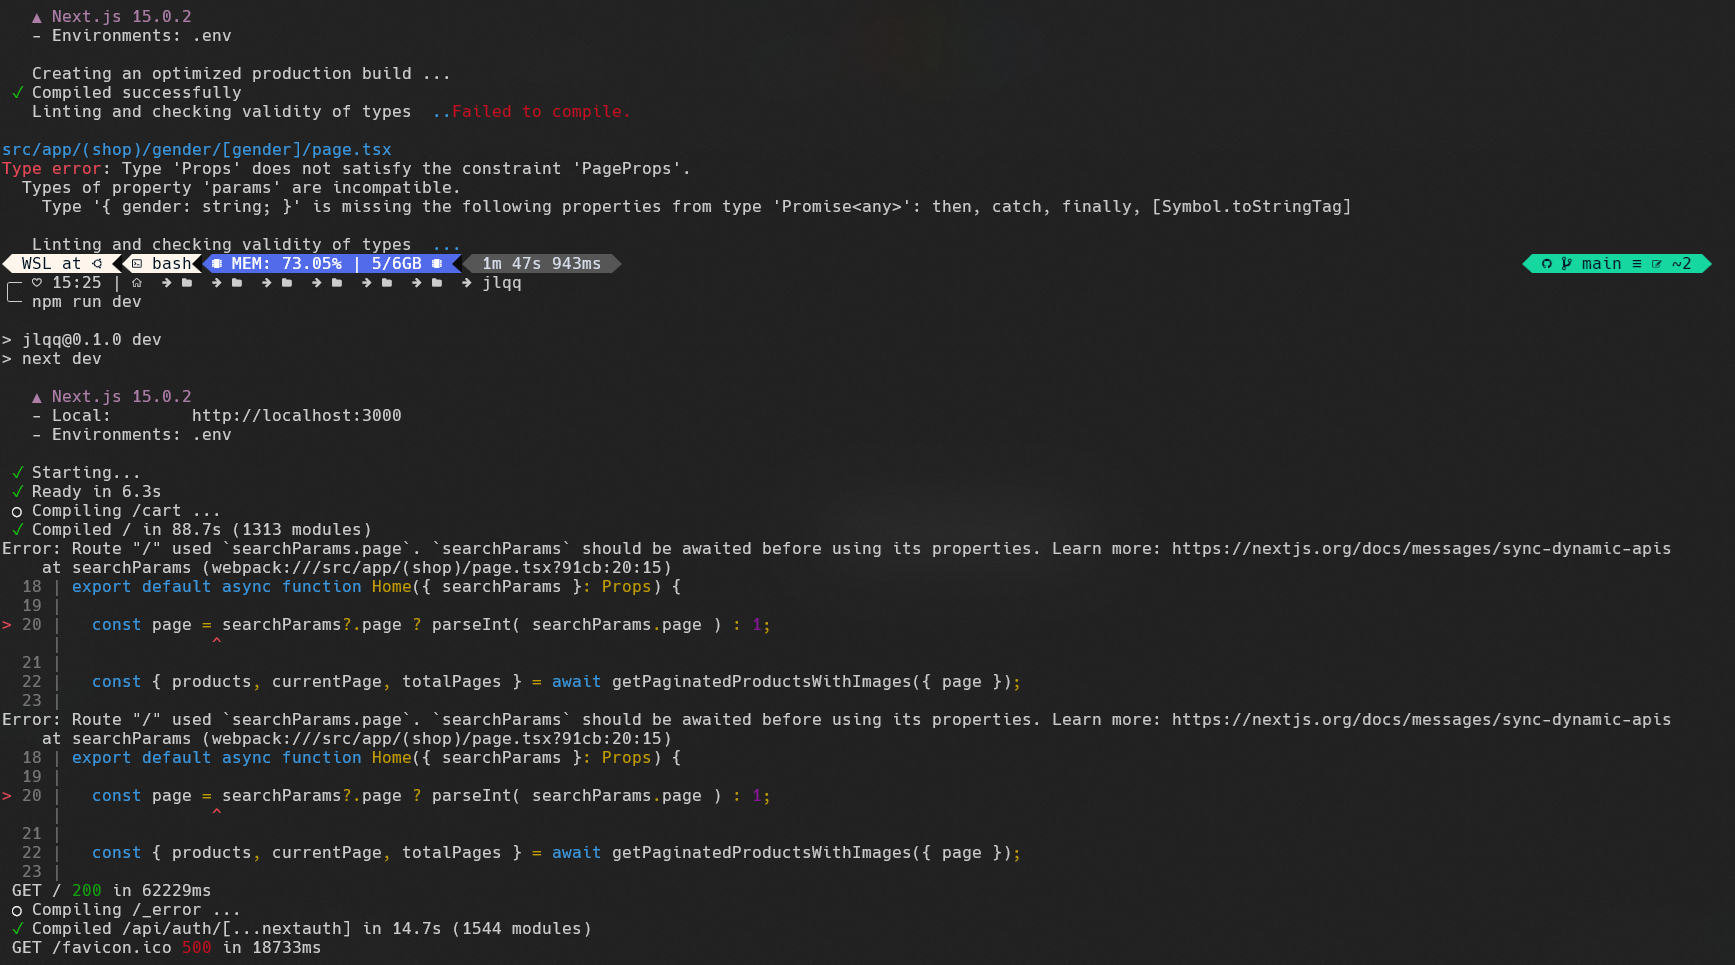 ▲ Next.js 15.0.2
- Environments: .env
Creating an optimized production build ...
✓ Compiled successfully
Linting and checking validity of types  ..Failed to compile.
src/app/(shop)/gender/[gender]/page.tsx
Type error: Type 'Props' does not satisfy the constraint 'PageProps'.
Types of property 'params' are incompatible.
Type '{ gender: string; }' is missing the following properties from type 'Promise<any>': then, catch, finally, [Symbol.toStringTag]
Linting and checking validity of types  ...
WSL at bash MEM: 73.05% | 5/6GB 1m 47s 943ms main ≡ ~2
♡ 15:25 | → → → → → → → jlqq
npm run dev
> jlqq@0.1.0 dev
> next dev
▲ Next.js 15.0.2
- Local:        http://localhost:3000
- Environments: .env
✓ Starting...
✓ Ready in 6.3s
○ Compiling /cart ...
✓ Compiled / in 88.7s (1313 modules)
Error: Route "/" used `searchParams.page`. `searchParams` should be awaited before using its properties. Learn more: https://nextjs.org/docs/messages/sync-dynamic-apis
at searchParams (webpack:///src/app/(shop)/page.tsx?91cb:20:15)
18 | export default async function Home({ searchParams }: Props) {
19 |
> 20 |   const page = searchParams?.page ? parseInt( searchParams.page ) : 1;
|               ^
21 |
22 |   const { products, currentPage, totalPages } = await getPaginatedProductsWithImages({ page });
23 |
Error: Route "/" used `searchParams.page`. `searchParams` should be awaited before using its properties. Learn more: https://nextjs.org/docs/messages/sync-dynamic-apis
at searchParams (webpack:///src/app/(shop)/page.tsx?91cb:20:15)
18 | export default async function Home({ searchParams }: Props) {
19 |
> 20 |   const page = searchParams?.page ? parseInt( searchParams.page ) : 1;
|               ^
21 |
22 |   const { products, currentPage, totalPages } = await getPaginatedProductsWithImages({ page });
23 |
GET / 200 in 62229ms
○ Compiling /_error ...
✓ Compiled /api/auth/[...nextauth] in 14.7s (1544 modules)
GET /favicon.ico 500 in 18733ms